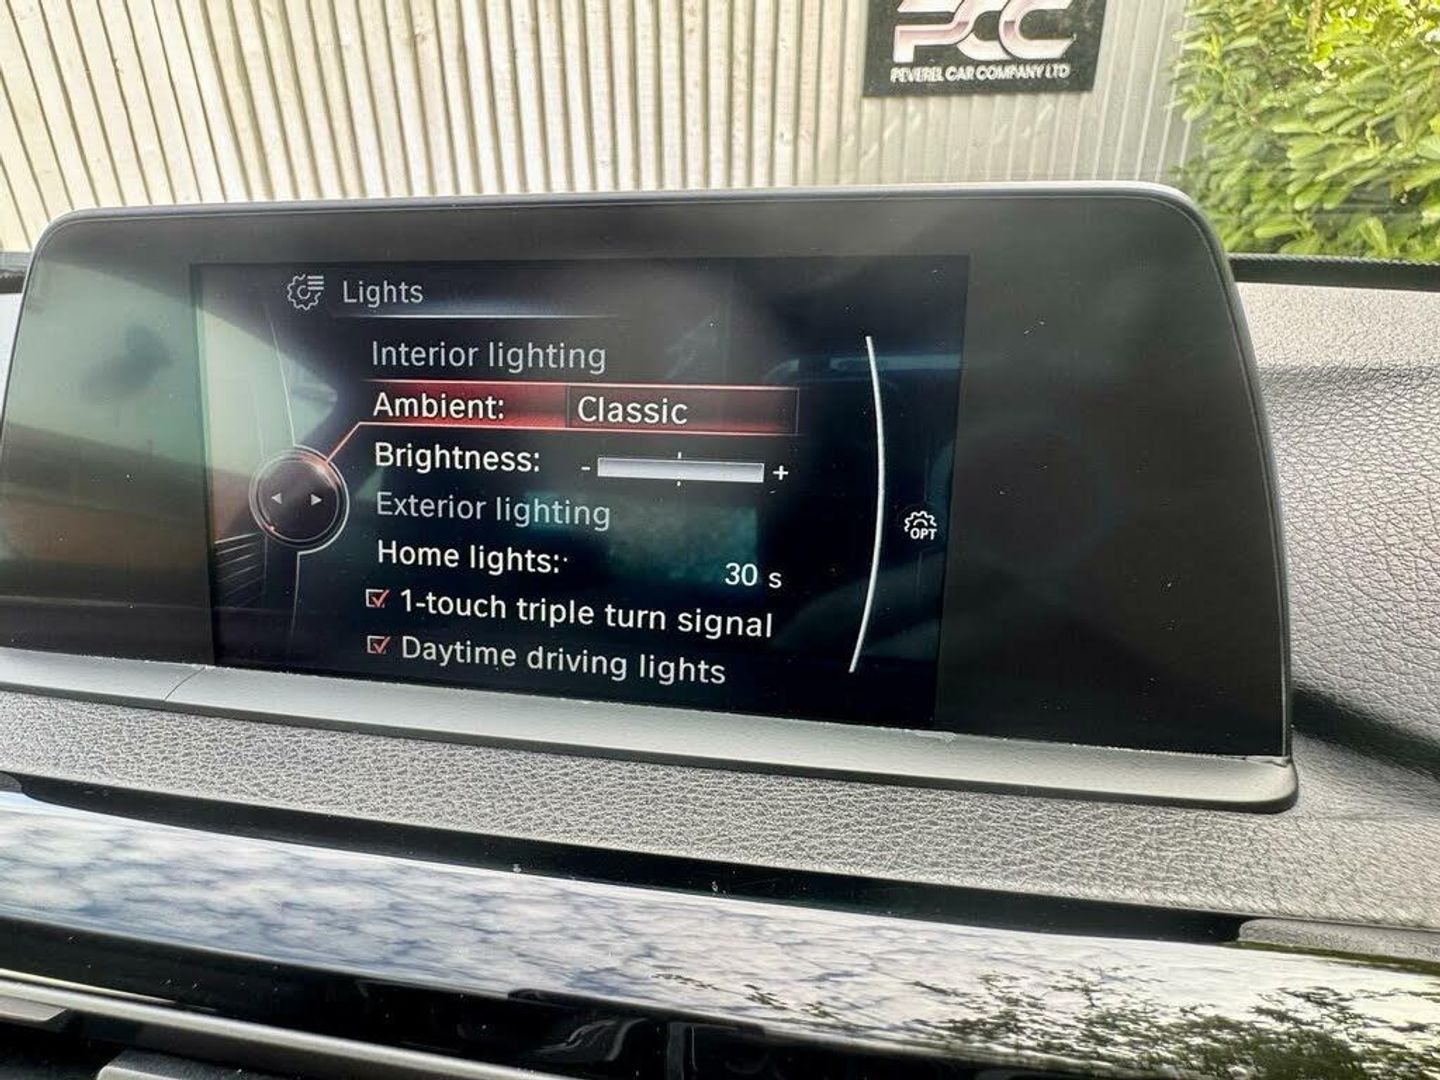 PCC
PEVEREL CAR COMPANY LTD
Lights
Interior lighting
Ambient: Classic
Brightness: - +
Exterior lighting
Home lights: 30 s
1-touch triple turn signal
Daytime driving lights
OPT